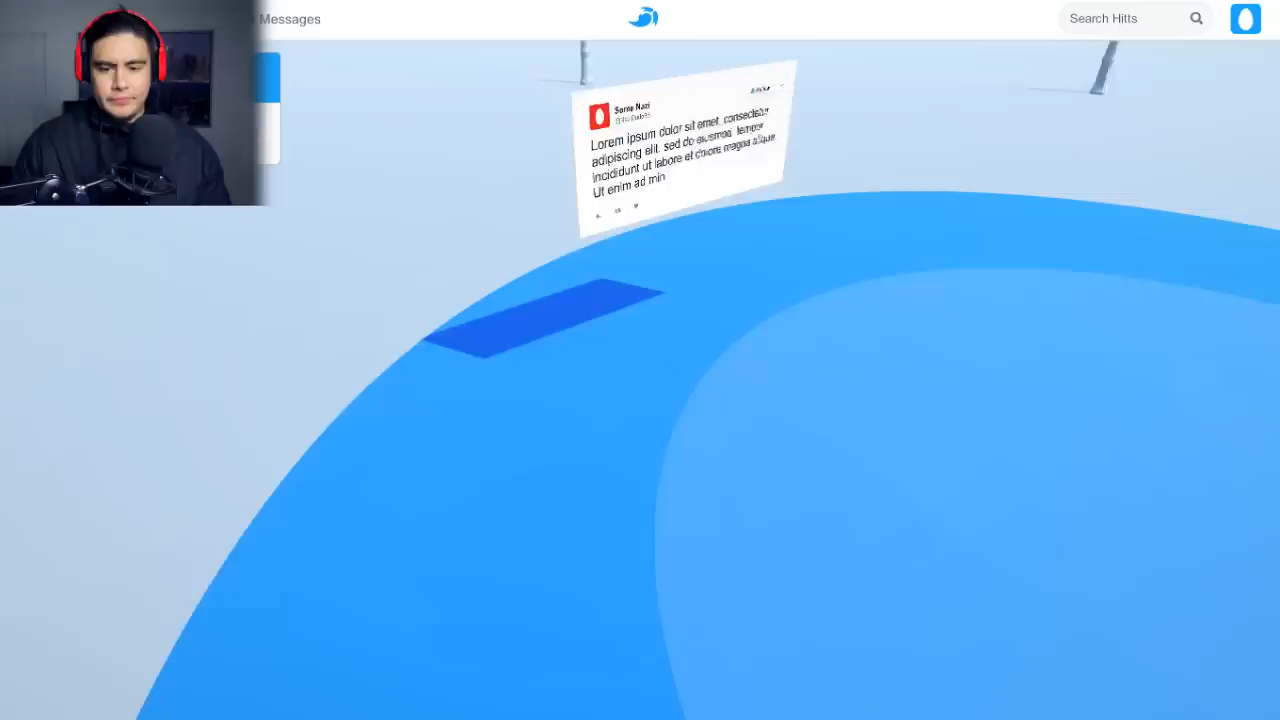 Messages
Search Hitts
Some Nazi
Lorem ipsum dolor sit amet, consectetur
adipiscing elit, sed do eiusmod tempor
incididunt ut labore et dolore magna aliqua.
Ut enim ad min